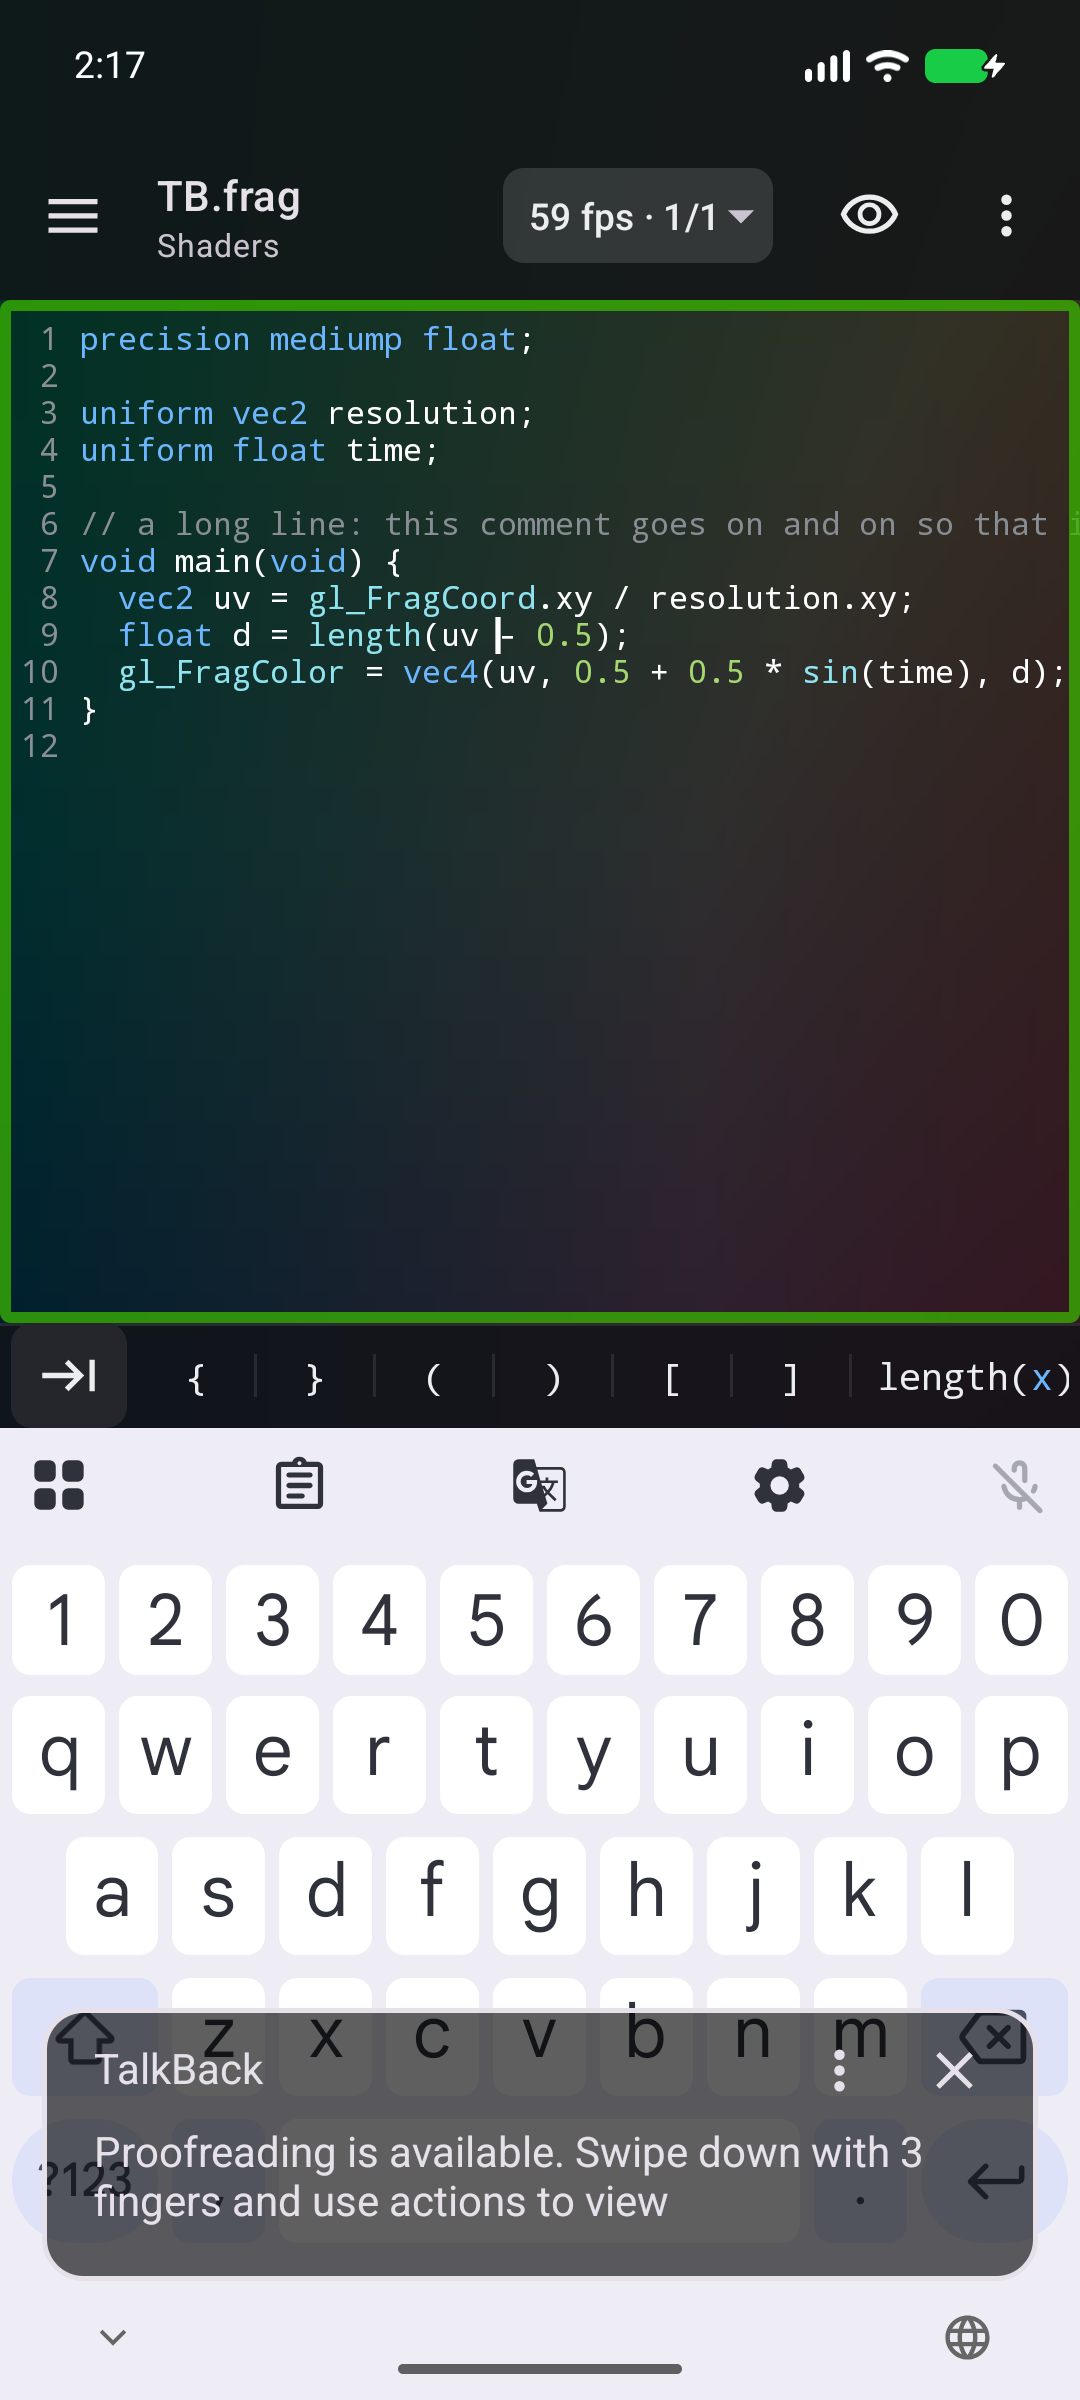 2:17
TB.frag
Shaders
59 fps · 1/1
1 precision mediump float;
2
3 uniform vec2 resolution;
4 uniform float time;
5
6 // a long line: this comment goes on and on so that i
7 void main(void) {
8   vec2 uv = gl_FragCoord.xy / resolution.xy;
9   float d = length(uv - 0.5);
10   gl_FragColor = vec4(uv, 0.5 + 0.5 * sin(time), d);
11 }
12
{ } ( ) [ ] length(x)
1 2 3 4 5 6 7 8 9 0
q w e r t y u i o p
a s d f g h j k l
z x c v b n m
TalkBack
Proofreading is available. Swipe down with 3
fingers and use actions to view
?123 , .